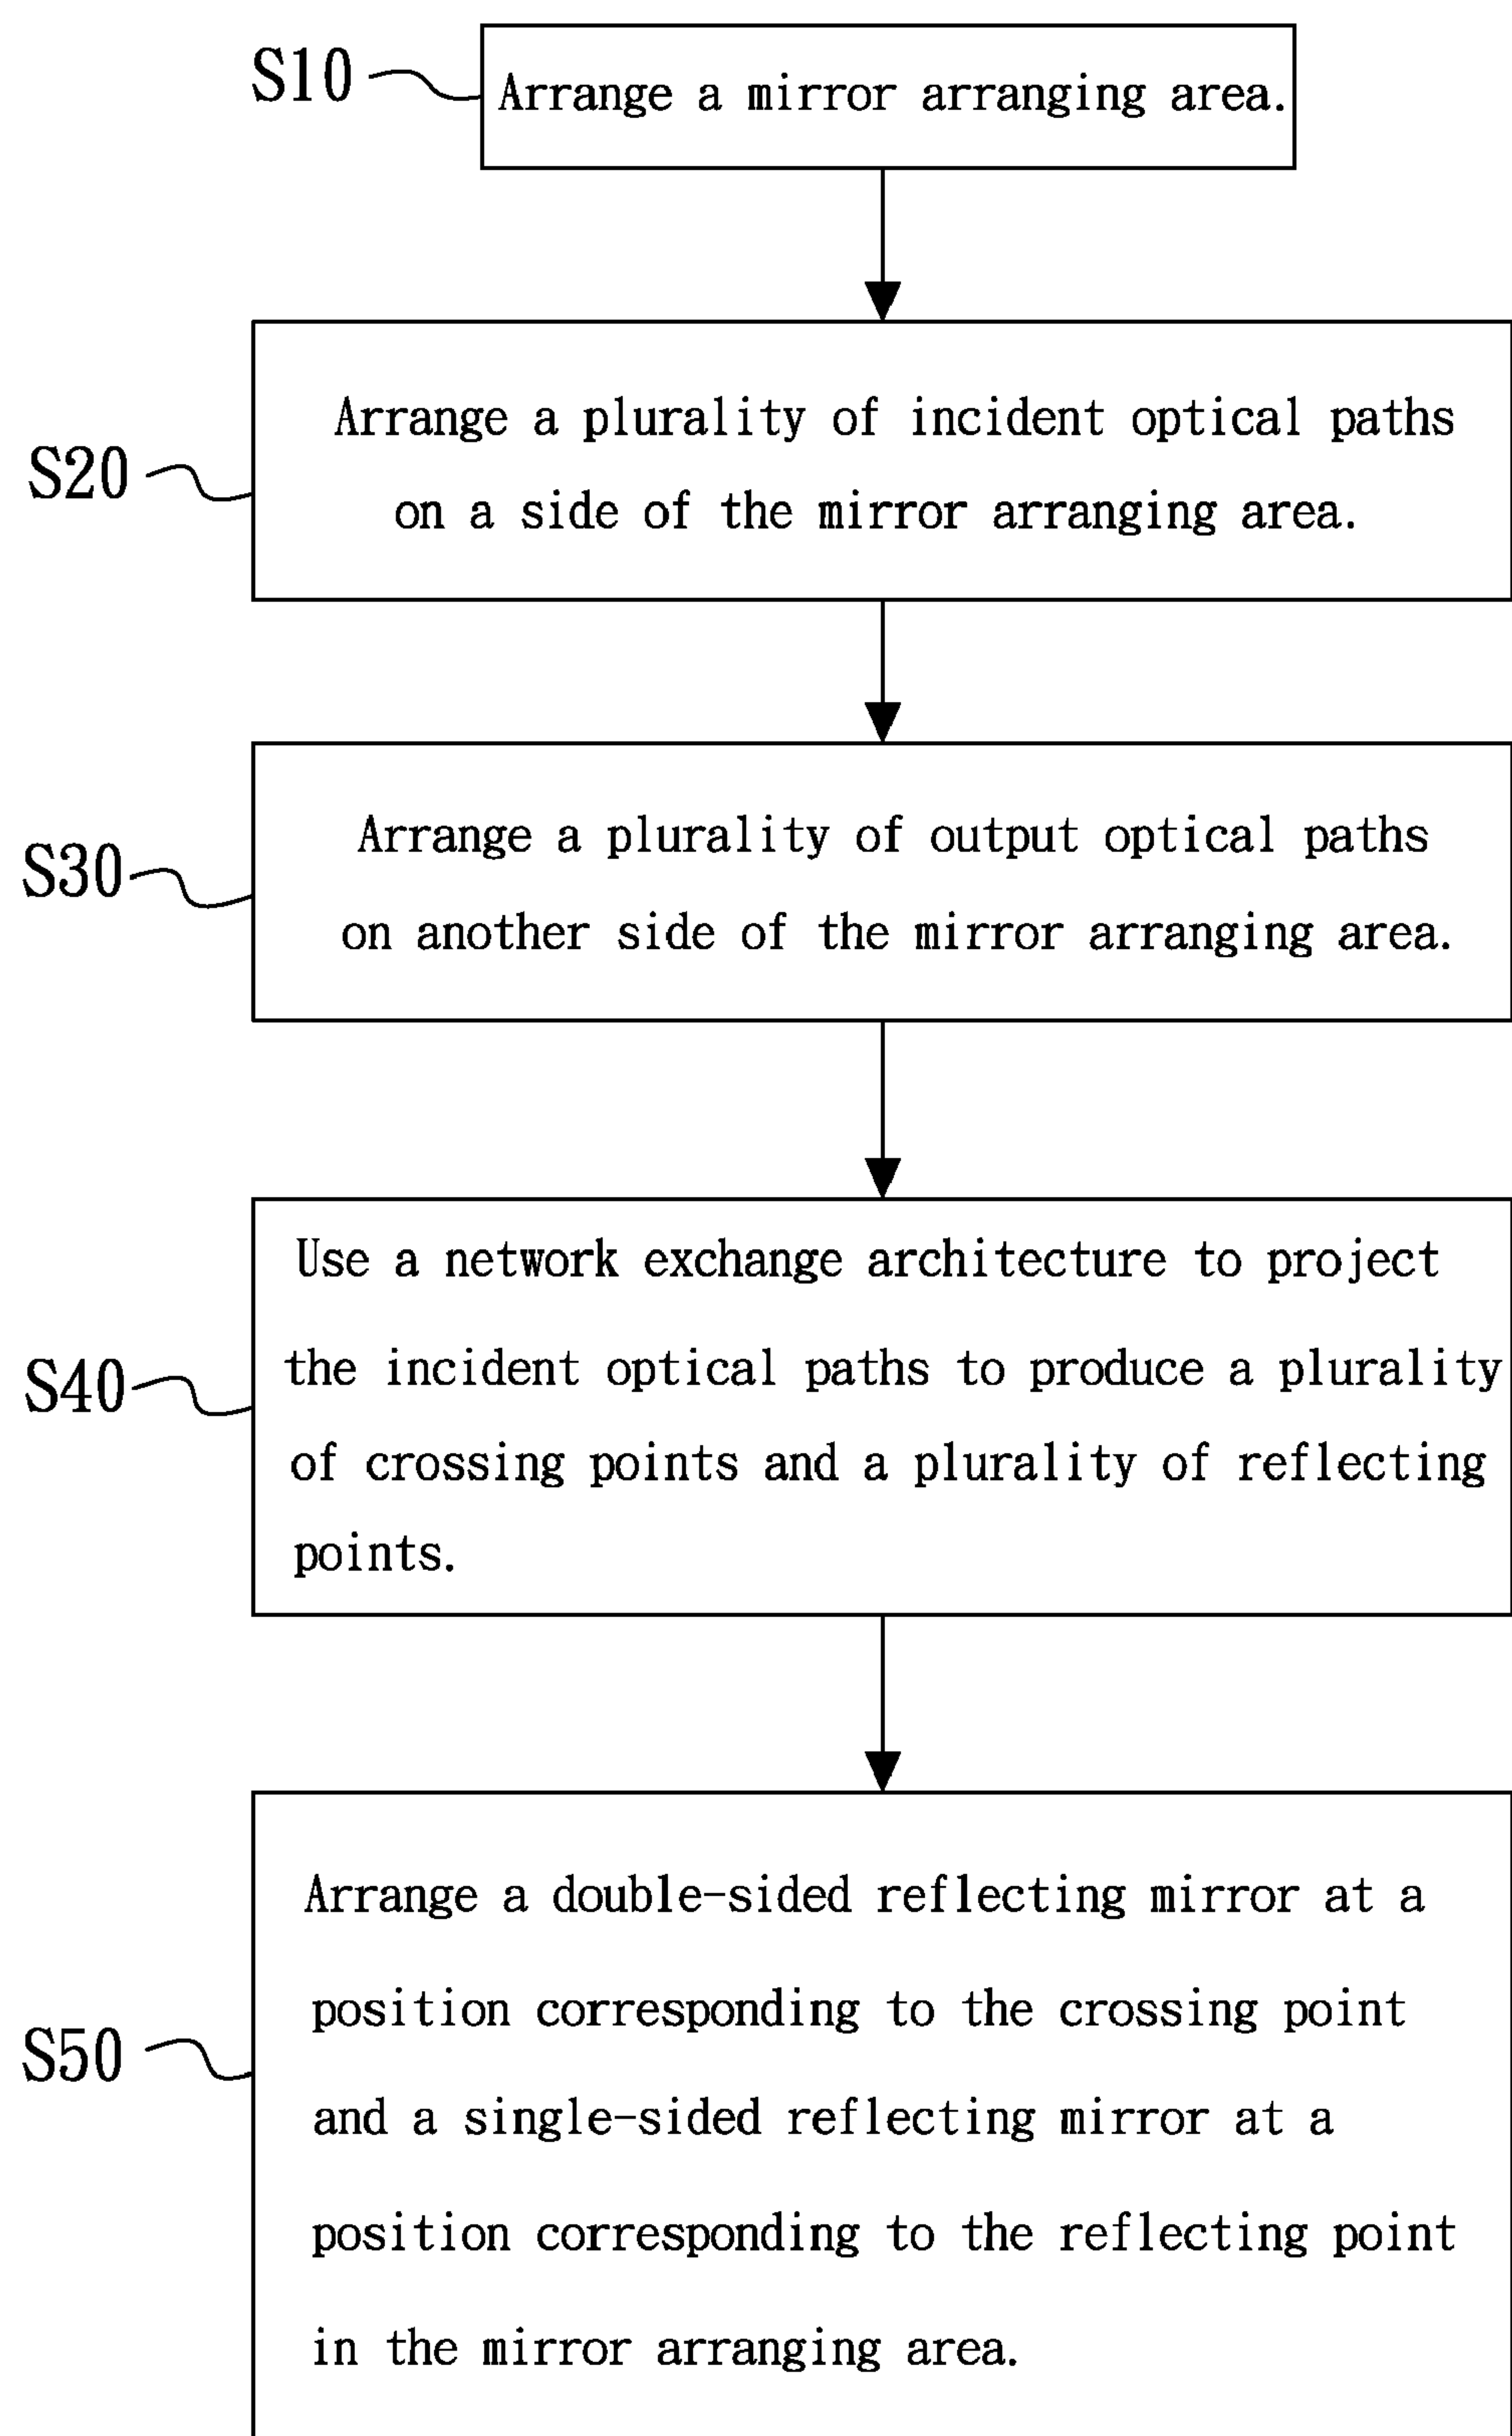 S10
Arrange a mirror arranging area.
S20
Arrange a plurality of incident optical paths
on a side of the mirror arranging area.
S30
Arrange a plurality of output optical paths
on another side of the mirror arranging area.
S40
Use a network exchange architecture to project
the incident optical paths to produce a plurality
of crossing points and a plurality of reflecting
points.
S50
Arrange a double-sided reflecting mirror at a
position corresponding to the crossing point
and a single-sided reflecting mirror at a
position corresponding to the reflecting point
in the mirror arranging area.